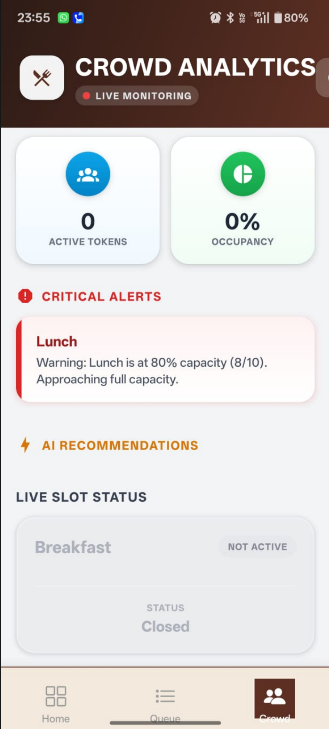 23:55 5G 80%
CROWD ANALYTICS
LIVE MONITORING
0
ACTIVE TOKENS
0%
OCCUPANCY
CRITICAL ALERTS
Lunch
Warning: Lunch is at 80% capacity (8/10).
Approaching full capacity.
AI RECOMMENDATIONS
LIVE SLOT STATUS
Breakfast
NOT ACTIVE
STATUS
Closed
Home Queue Crowd